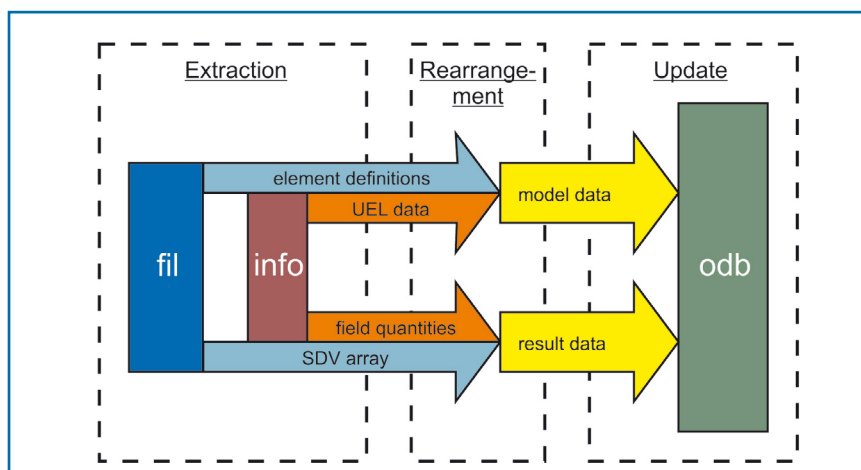 Extraction
Rearrange-
ment
Update
element definitions
UEL data
model data
fil
info
odb
field quantities
SDV array
result data